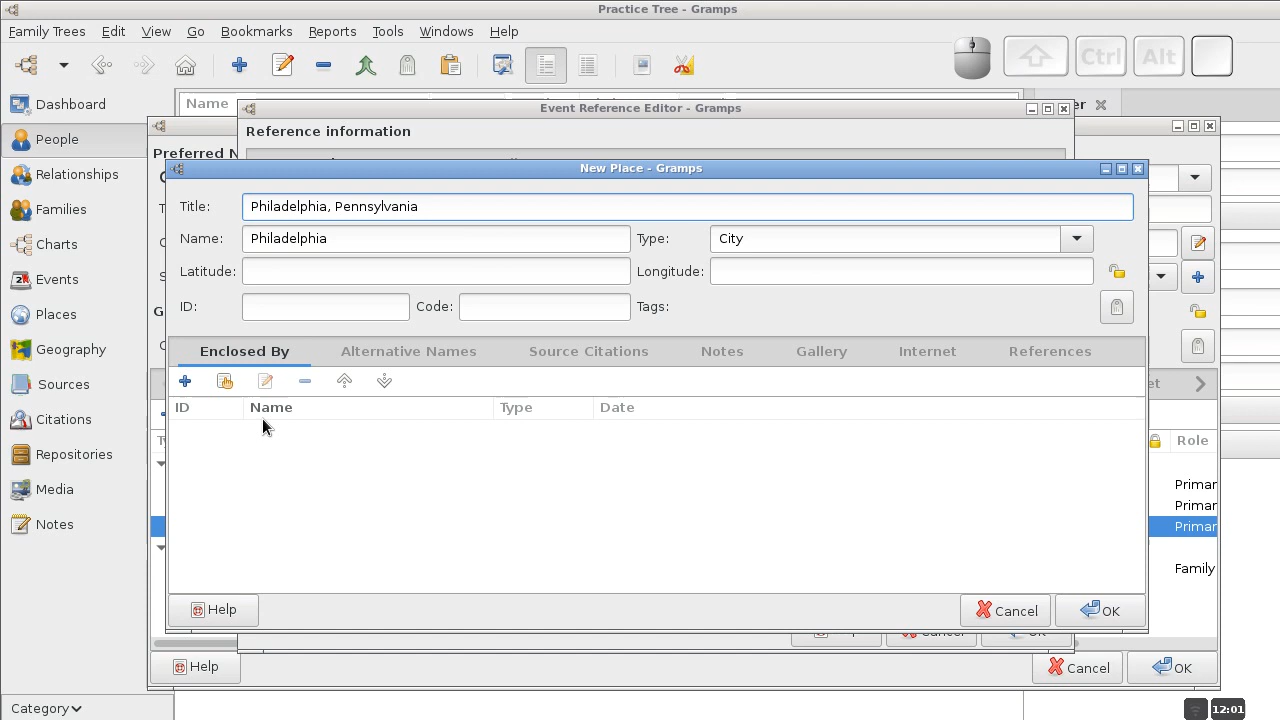 Practice Tree - Gramps
Family Trees Edit View Go Bookmarks Reports Tools Windows Help
Ctrl Alt
Dashboard
People
Relationships
Families
Charts
Events
Places
Geography
Sources
Citations
Repositories
Media
Notes
Category
Name
Event Reference Editor - Gramps
Reference information
Preferred N
New Place - Gramps
Title: Philadelphia, Pennsylvania
Name: Philadelphia Type: City
Latitude: Longitude:
ID: Code: Tags:
Enclosed By Alternative Names Source Citations Notes Gallery Internet References
ID Name Type Date
Help Cancel OK
Role
Primar
Primar
Primar
Family
Help Cancel OK
12:01